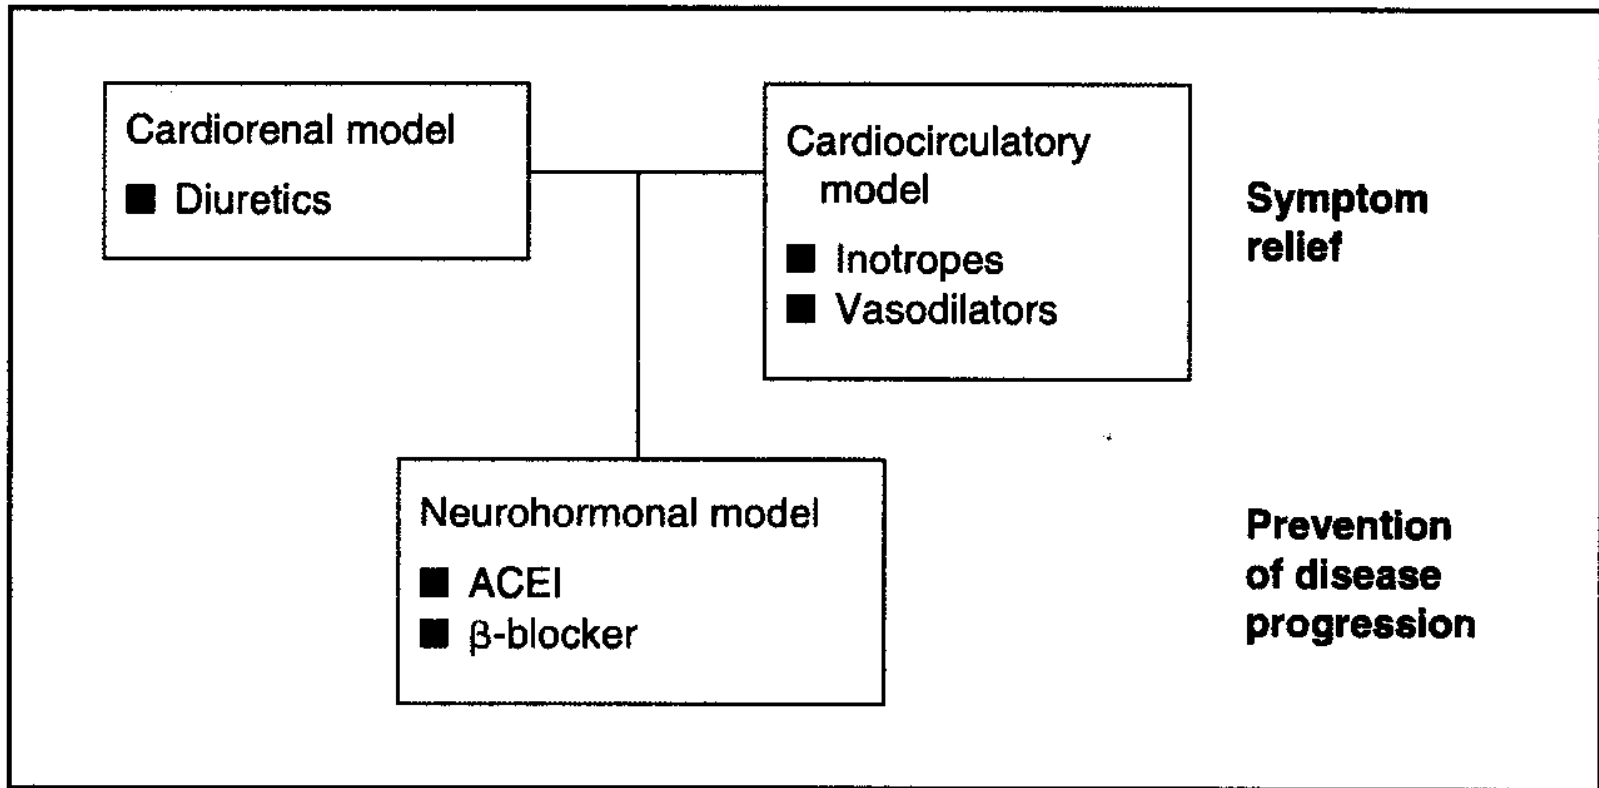 Cardiorenal model
■ Diuretics
Cardiocirculatory
model
■ Inotropes
■ Vasodilators
Symptom
relief
Neurohormonal model
■ ACEI
■ β-blocker
Prevention
of disease
progression